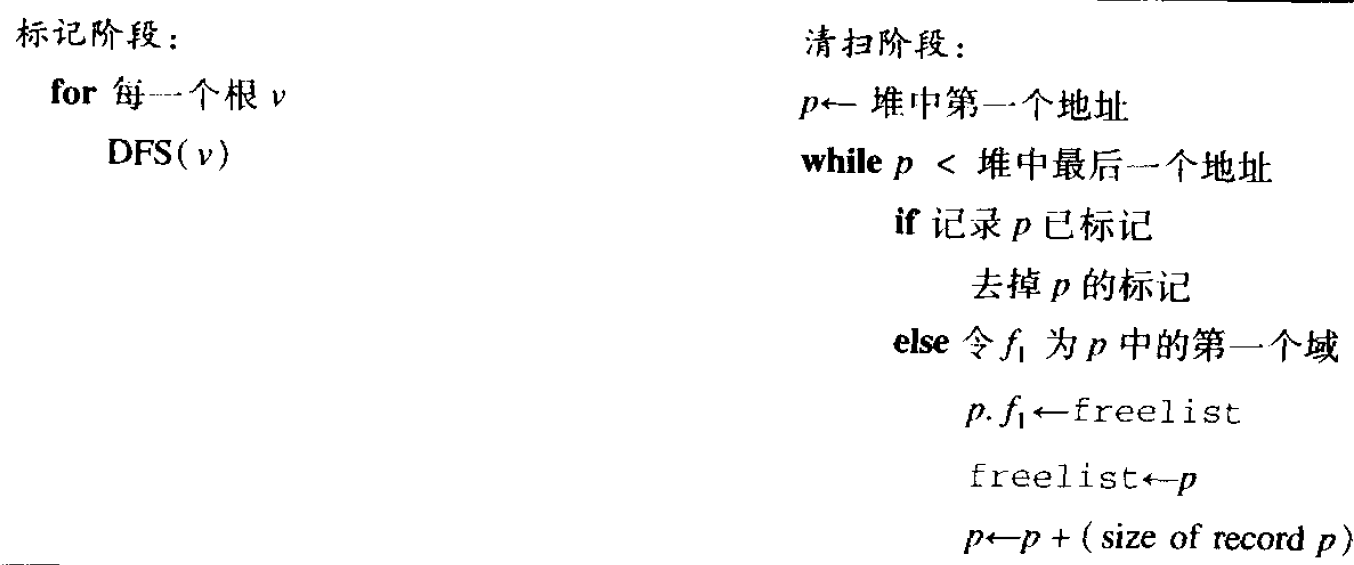 标记阶段：
for 每一个根 v
DFS( v )
清扫阶段：
p← 堆中第一个地址
while p < 堆中最后一个地址
if 记录 p 已标记
去掉 p 的标记
else 令 f₁ 为 p 中的第一个域
p. f₁←freelist
freelist←p
p←p + ( size of record p )